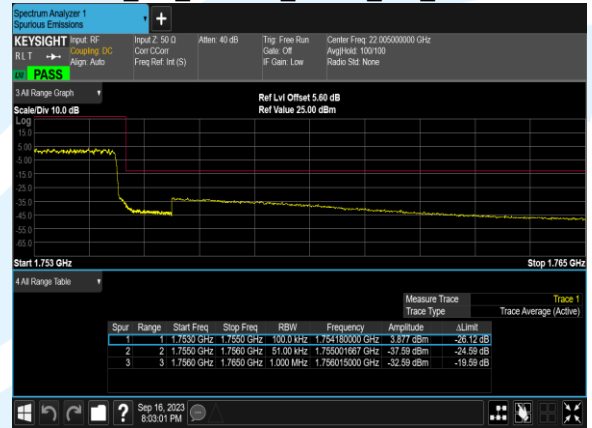 Spectrum Analyzer 1
Spurious Emissions
KEYSIGHT Input: RF Input Z: 50 Ω Atten: 40 dB Trig: Free Run Center Freq: 22.005000000 GHz
RLT Coupling: DC Corr CCorr Gate: Off Avg|Hold: 100/100
Align: Auto Freq Ref: Int (S) IF Gain: Low Radio Std: None
PASS
3 All Range Graph
Ref Lvl Offset 5.60 dB
Scale/Div 10.0 dB Ref Value 25.00 dBm
Log
15.0
5.00
-5.00
-15.0
-25.0
-35.0
-45.0
-55.0
-65.0
Start 1.753 GHz Stop 1.765 GHz
4 All Range Table
Measure Trace Trace 1
Trace Type Trace Average (Active)
Spur Range Start Freq Stop Freq RBW Frequency Amplitude ΔLimit
1 1 1.7530 GHz 1.7550 GHz 100.0 kHz 1.754180000 GHz 3.877 dBm -26.12 dB
2 2 1.7550 GHz 1.7560 GHz 51.00 kHz 1.755001667 GHz -37.59 dBm -24.59 dB
3 3 1.7560 GHz 1.7650 GHz 1.000 MHz 1.756015000 GHz -32.59 dBm -19.59 dB
Sep 16, 2023
8:03:01 PM